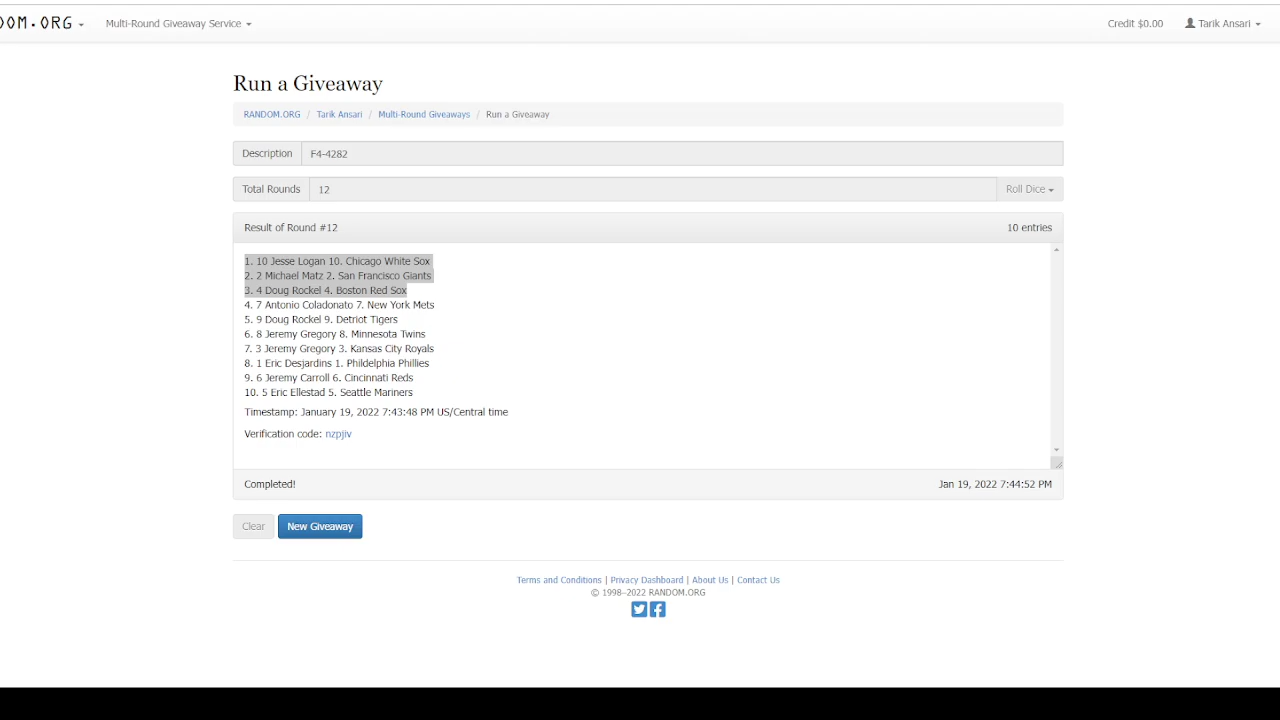 OM.ORG Multi-Round Giveaway Service Credit $0.00 Tarik Ansari
Run a Giveaway
RANDOM.ORG / Tarik Ansari / Multi-Round Giveaways / Run a Giveaway
Description F4-4282
Total Rounds 12 Roll Dice
Result of Round #12 10 entries
1. 10 Jesse Logan 10. Chicago White Sox
2. 2 Michael Matz 2. San Francisco Giants
3. 4 Doug Rockel 4. Boston Red Sox
4. 7 Antonio Coladonato 7. New York Mets
5. 9 Doug Rockel 9. Detriot Tigers
6. 8 Jeremy Gregory 8. Minnesota Twins
7. 3 Jeremy Gregory 3. Kansas City Royals
8. 1 Eric Desjardins 1. Phildelphia Phillies
9. 6 Jeremy Carroll 6. Cincinnati Reds
10. 5 Eric Ellestad 5. Seattle Mariners
Timestamp: January 19, 2022 7:43:48 PM US/Central time
Verification code: nzpjiv
Completed! Jan 19, 2022 7:44:52 PM
Clear New Giveaway
Terms and Conditions | Privacy Dashboard | About Us | Contact Us
© 1998–2022 RANDOM.ORG